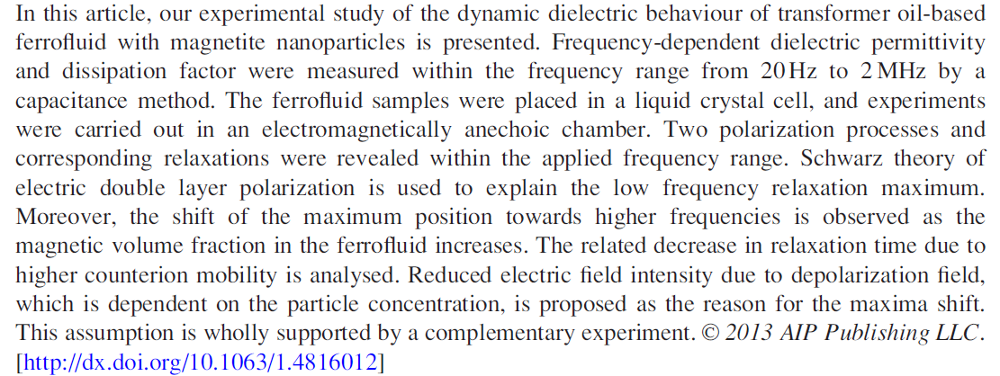 In this article, our experimental study of the dynamic dielectric behaviour of transformer oil-based
ferrofluid with magnetite nanoparticles is presented. Frequency-dependent dielectric permittivity
and dissipation factor were measured within the frequency range from 20 Hz to 2 MHz by a
capacitance method. The ferrofluid samples were placed in a liquid crystal cell, and experiments
were carried out in an electromagnetically anechoic chamber. Two polarization processes and
corresponding relaxations were revealed within the applied frequency range. Schwarz theory of
electric double layer polarization is used to explain the low frequency relaxation maximum.
Moreover, the shift of the maximum position towards higher frequencies is observed as the
magnetic volume fraction in the ferrofluid increases. The related decrease in relaxation time due to
higher counterion mobility is analysed. Reduced electric field intensity due to depolarization field,
which is dependent on the particle concentration, is proposed as the reason for the maxima shift.
This assumption is wholly supported by a complementary experiment. © 2013 AIP Publishing LLC.
[http://dx.doi.org/10.1063/1.4816012]